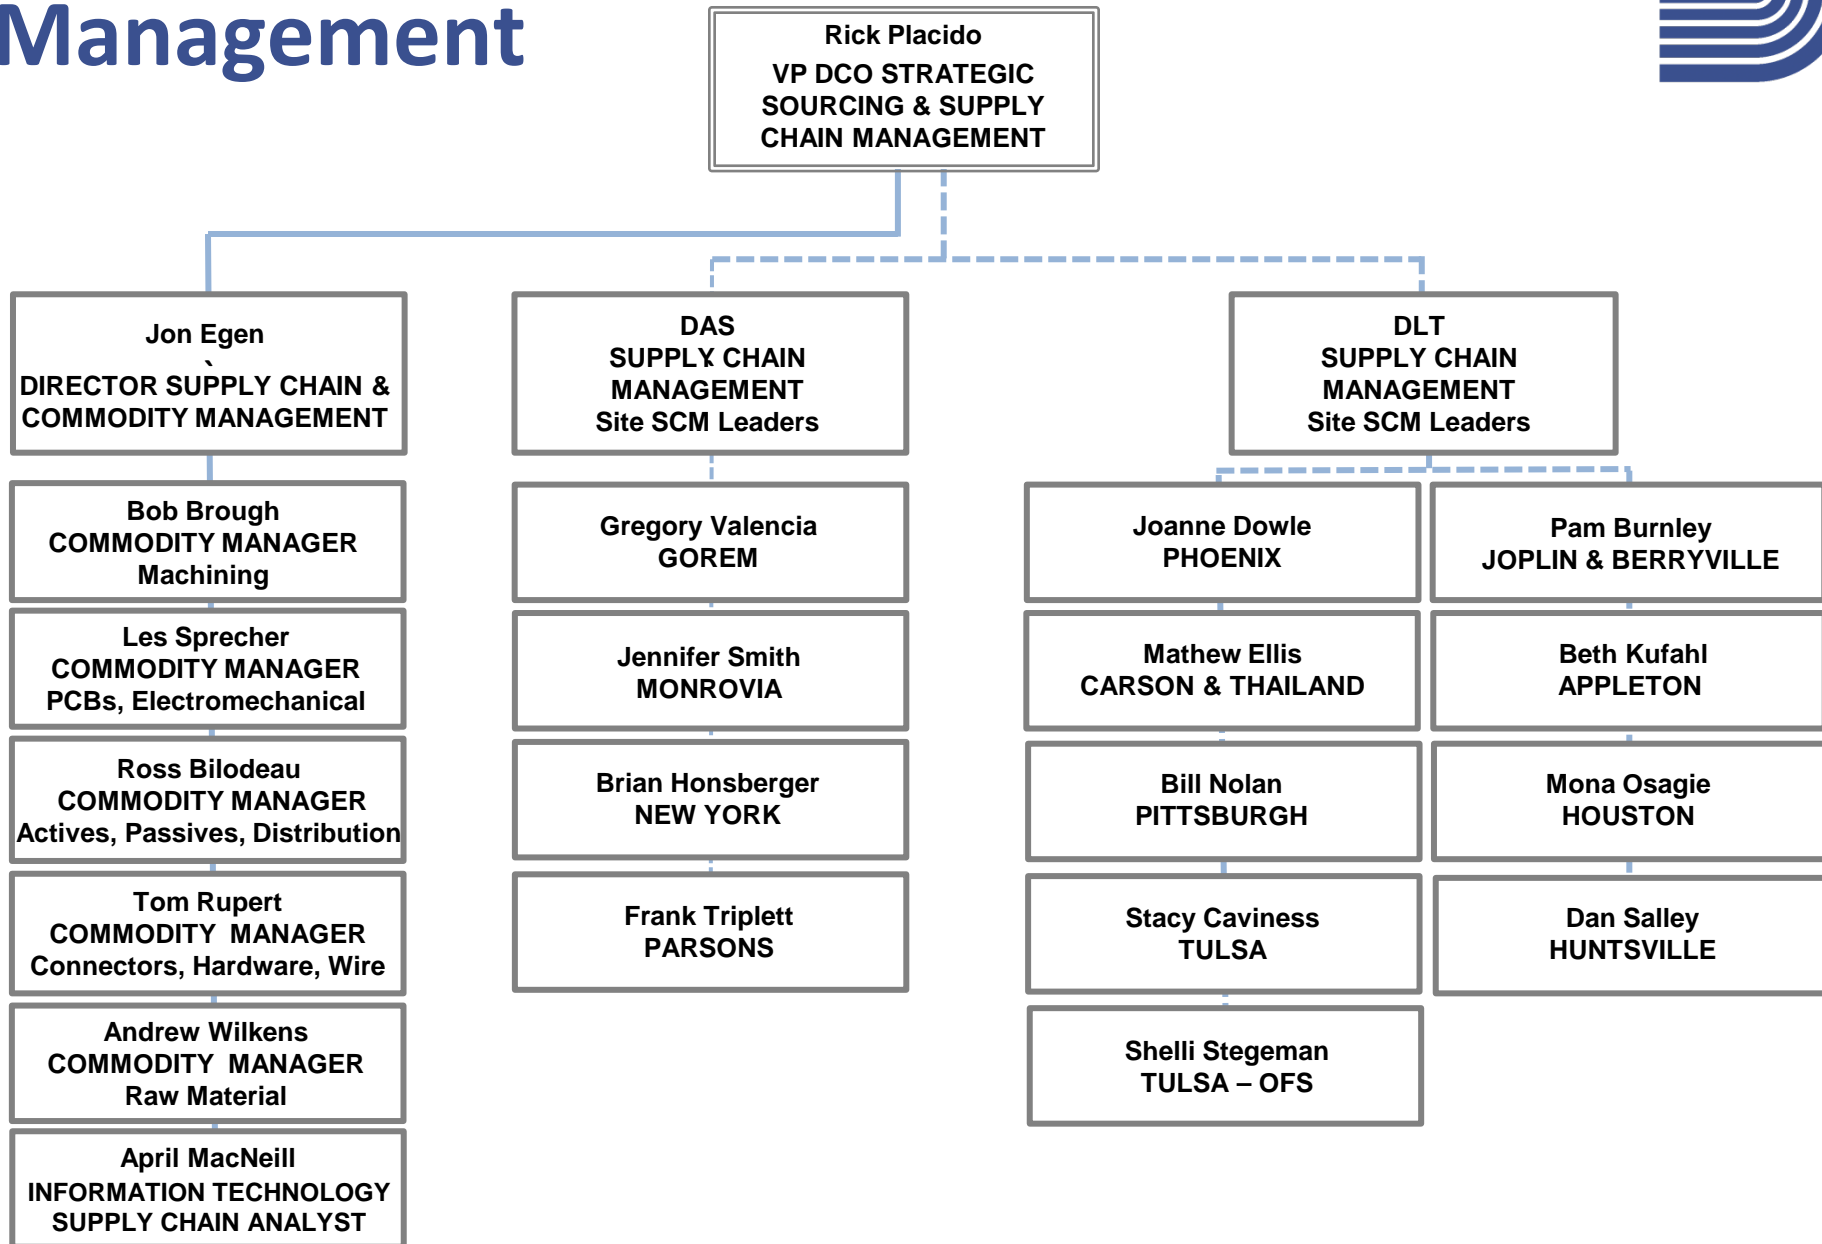 Management
Rick Placido
VP DCO STRATEGIC
SOURCING & SUPPLY
CHAIN MANAGEMENT
Jon Egen
`
DIRECTOR SUPPLY CHAIN &
COMMODITY MANAGEMENT
Bob Brough
COMMODITY MANAGER
Machining
Les Sprecher
COMMODITY MANAGER
PCBs, Electromechanical
Ross Bilodeau
COMMODITY MANAGER
Actives, Passives, Distribution
Tom Rupert
COMMODITY MANAGER
Connectors, Hardware, Wire
Andrew Wilkens
COMMODITY MANAGER
Raw Material
April MacNeill
INFORMATION TECHNOLOGY
SUPPLY CHAIN ANALYST
DAS
SUPPLY CHAIN
MANAGEMENT
Site SCM Leaders
Gregory Valencia
GOREM
Jennifer Smith
MONROVIA
Brian Honsberger
NEW YORK
Frank Triplett
PARSONS
DLT
SUPPLY CHAIN
MANAGEMENT
Site SCM Leaders
Joanne Dowle
PHOENIX
Mathew Ellis
CARSON & THAILAND
Bill Nolan
PITTSBURGH
Stacy Caviness
TULSA
Shelli Stegeman
TULSA – OFS
Pam Burnley
JOPLIN & BERRYVILLE
Beth Kufahl
APPLETON
Mona Osagie
HOUSTON
Dan Salley
HUNTSVILLE